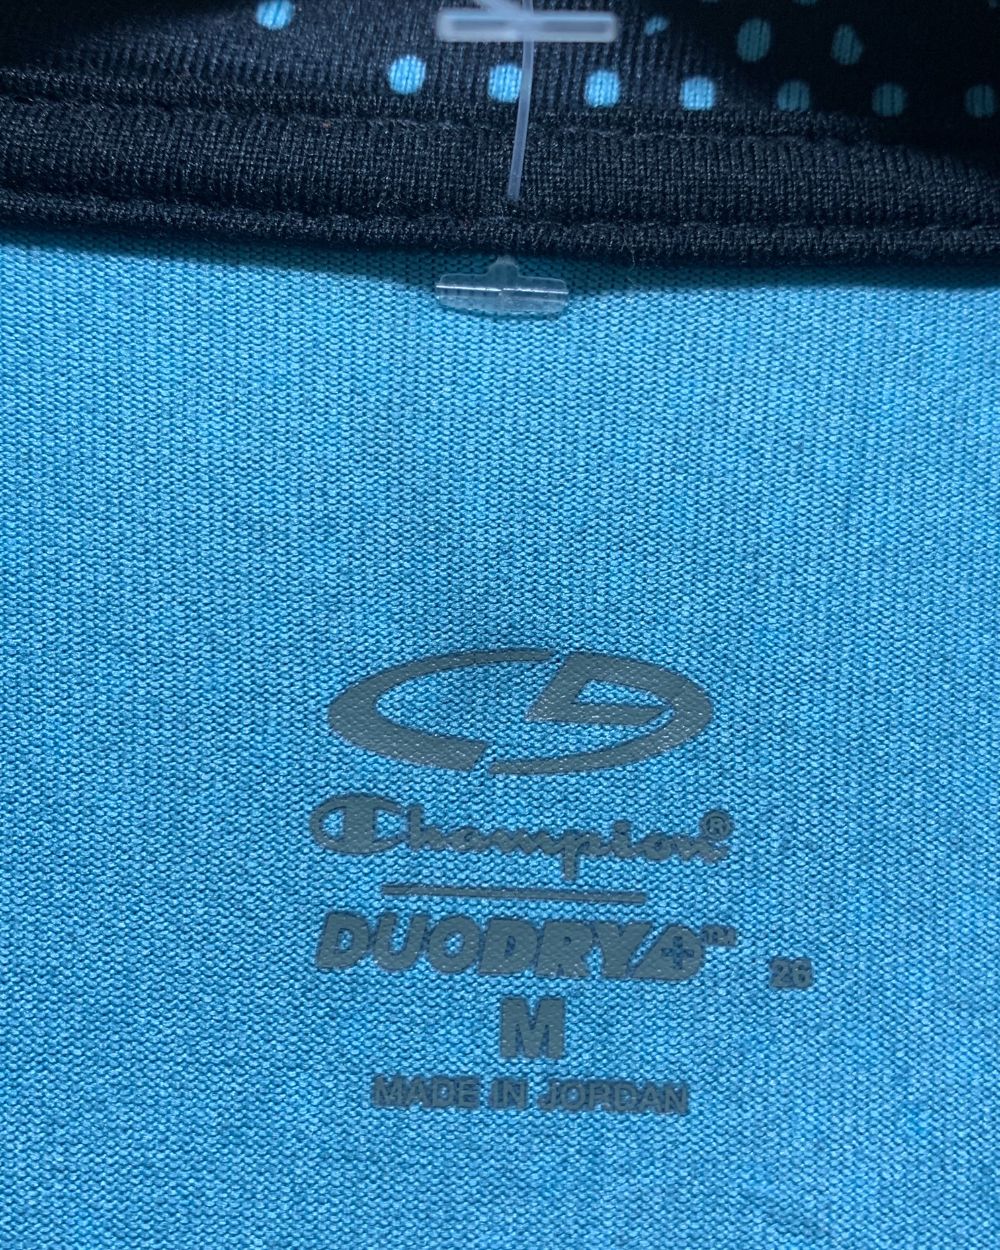 Champion®
DUODRY+™
26
M
MADE IN JORDAN